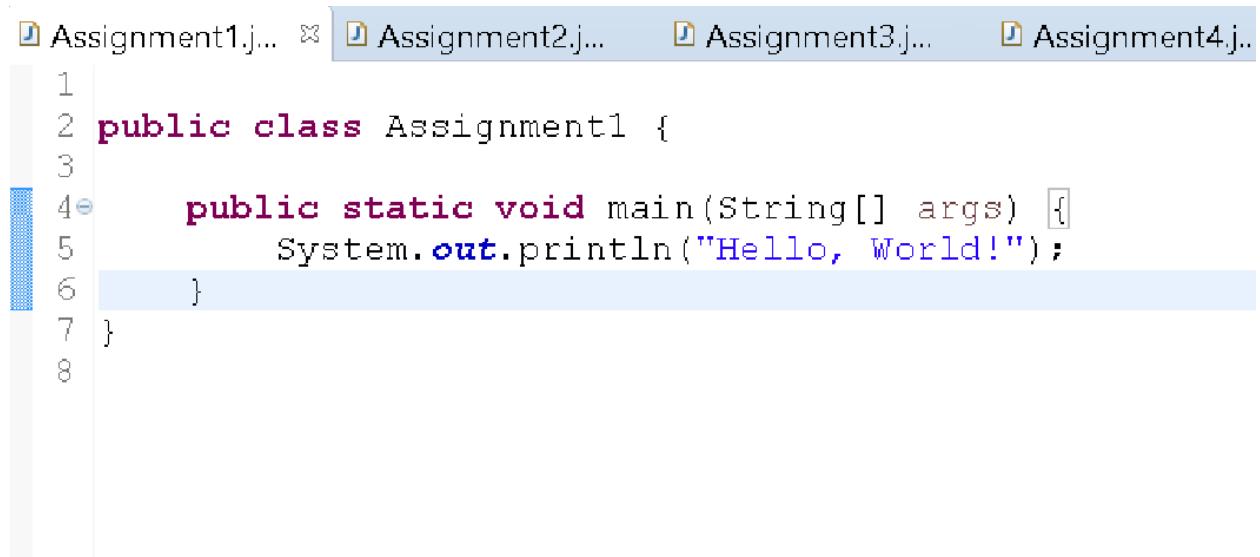 Assignment1.j... Assignment2.j... Assignment3.j... Assignment4.j..
1
2 public class Assignment1 {
3
4 public static void main(String[] args) {
5 System.out.println("Hello, World!");
6 }
7 }
8